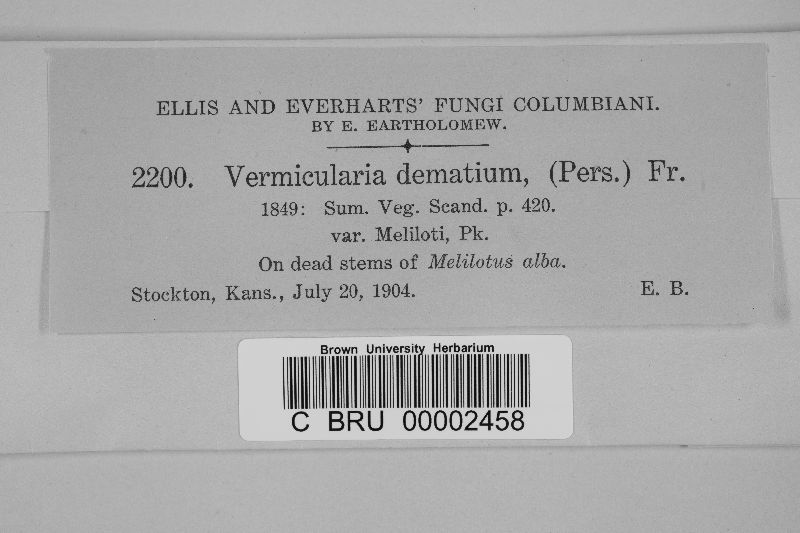 ELLIS AND EVERHARTS' FUNGI COLUMBIANI.
BY E. EARTHOLOMEW.
2200. Vermicularia dematium, (Pers.) Fr.
1849: Sum. Veg. Scand. p. 420.
var. Meliloti, Pk.
On dead stems of Melilotus alba.
Stockton, Kans., July 20, 1904. E. B.
Brown University Herbarium
C BRU 00002458